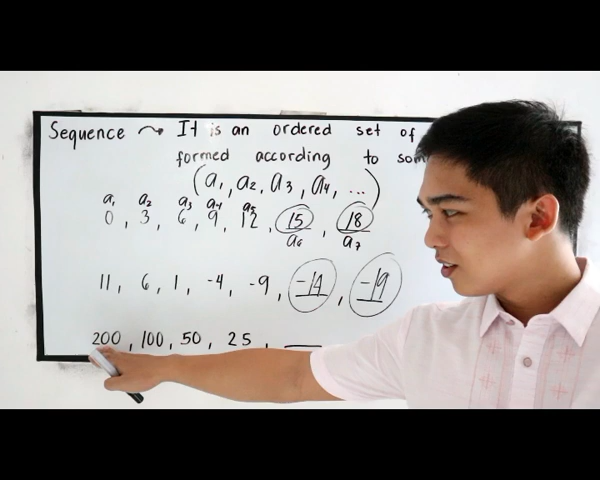 Sequence → It is an ordered set of
formed according to som
(a1, a2, a3, a4, ...)
a1 a2 a3 a4 a5
0, 3, 6, 9, 12, 15, 18
a6 a7
11, 6, 1, -4, -9, -14, -19
200, 100, 50, 25, __